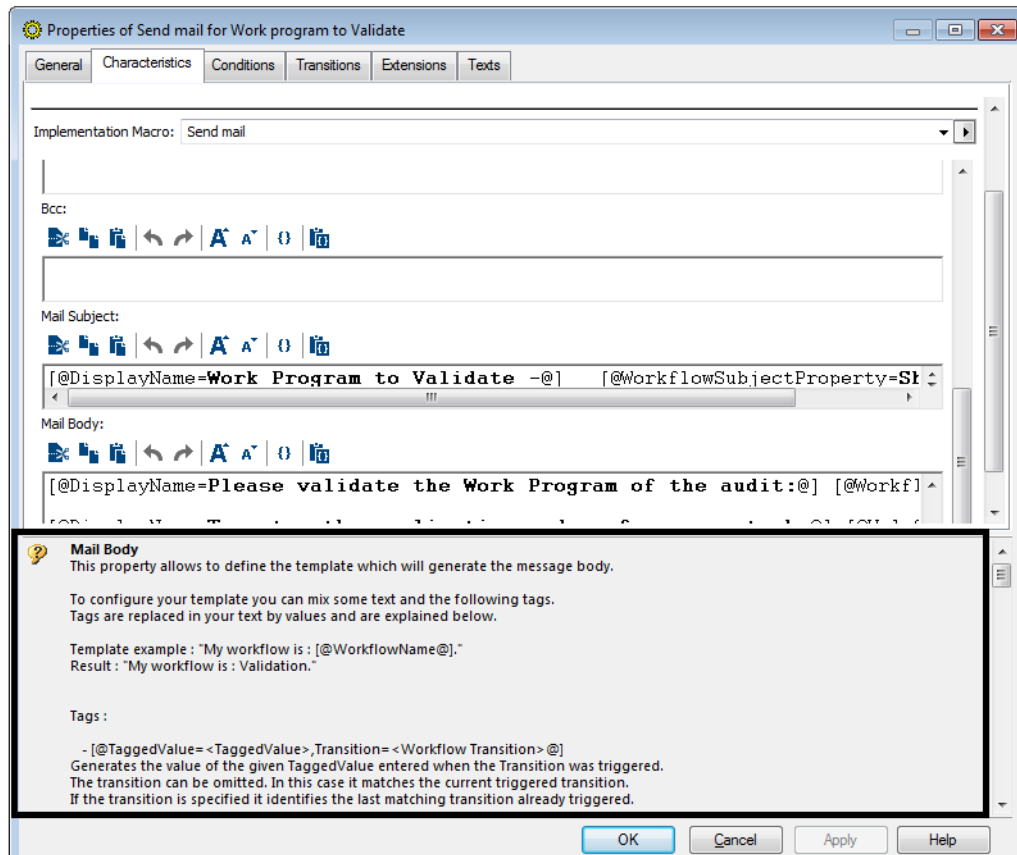 Properties of Send mail for Work program to Validate
General Characteristics Conditions Transitions Extensions Texts
Implementation Macro: Send mail
Bcc:
Mail Subject:
[@DisplayName=Work Program to Validate -@] [@WorkflowSubjectProperty=Sh
Mail Body:
[@DisplayName=Please validate the Work Program of the audit:@] [@Workfl
Mail Body
This property allows to define the template which will generate the message body.
To configure your template you can mix some text and the following tags.
Tags are replaced in your text by values and are explained below.
Template example : "My workflow is : [@WorkflowName@]."
Result : "My workflow is : Validation."
Tags :
- [@TaggedValue=<TaggedValue>,Transition=<Workflow Transition>@]
Generates the value of the given TaggedValue entered when the Transition was triggered.
The transition can be omitted. In this case it matches the current triggered transition.
If the transition is specified it identifies the last matching transition already triggered.
OK Cancel Apply Help